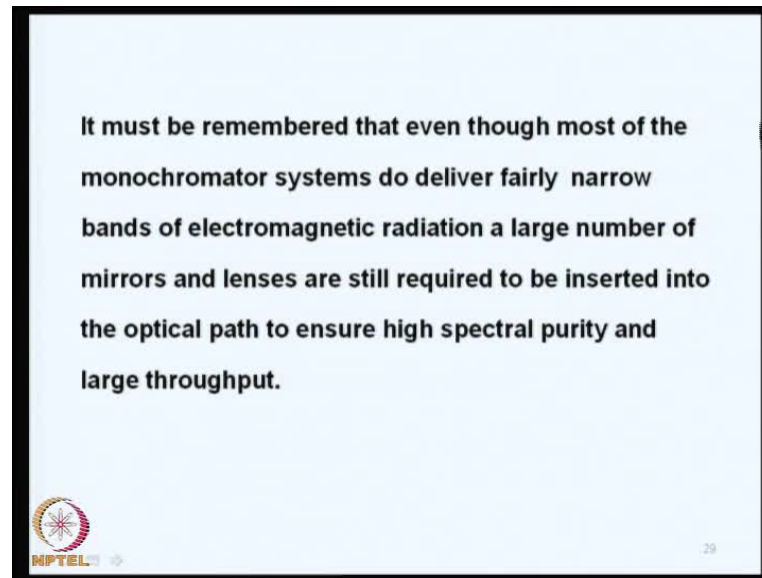 It must be remembered that even though most of the
monochromator systems do deliver fairly narrow
bands of electromagnetic radiation a large number of
mirrors and lenses are still required to be inserted into
the optical path to ensure high spectral purity and
large throughput.
NPTEL
29